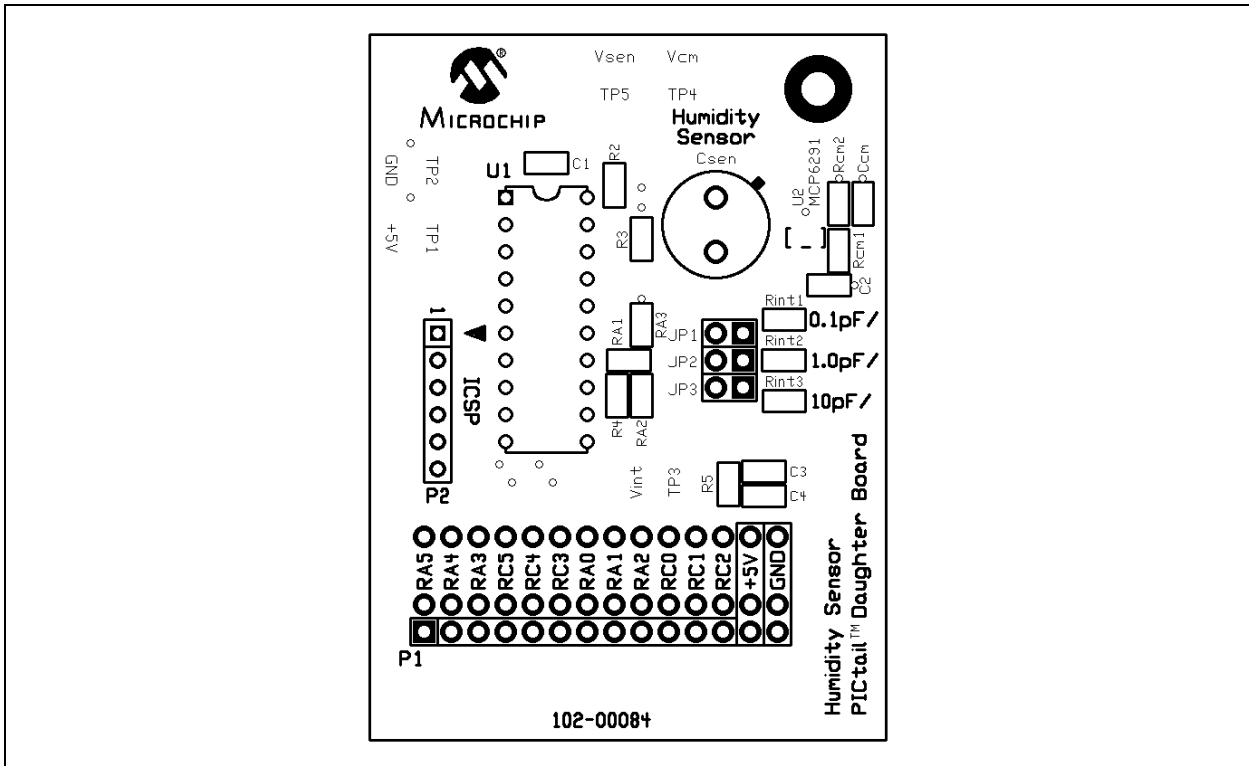 Vsen Vcm
TP5 TP4
®
MICROCHIP
Humidity
Sensor
Csen
GND TP2
+5V TP1
U1
C1
R2
R3
U2
MCP6291
Rcm2
Ccm
Rcm1
C2
1
ICSP
P2
RA1
RA3
R4
RA2
JP1
JP2
JP3
Rint1
0.1pF/
Rint2
1.0pF/
Rint3
10pF/
Vint TP3
R5
C3
C4
RA5 RA4 RA3 RC5 RC4 RC3 RA0 RA1 RA2 RC0 RC1 RC2 +5V GND
P1
Humidity Sensor
PICtail™ Daughter Board
102-00084